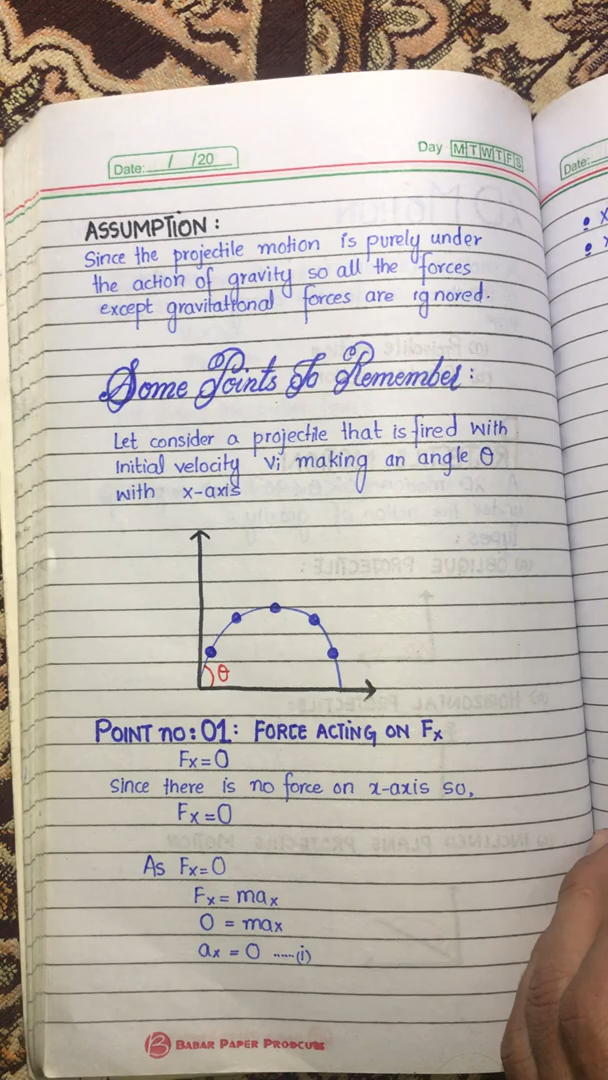 Date: / /20
Day M T W T F S
Date:
ASSUMPTION :
Since the projectile motion is purely under
the action of gravity so all the forces
except gravitational forces are ignored.
Some Points To Remember :
Let consider a projectile that is fired with
Initial velocity Vi making an angle θ
with x-axis
θ
POINT no: 01: FORCE ACTING ON Fx
Fx=0
Since there is no force on x-axis so,
Fx=0
As Fx=0
Fx = max
0 = max
ax = 0 ......(i)
B BABAR PAPER PRODCUTS